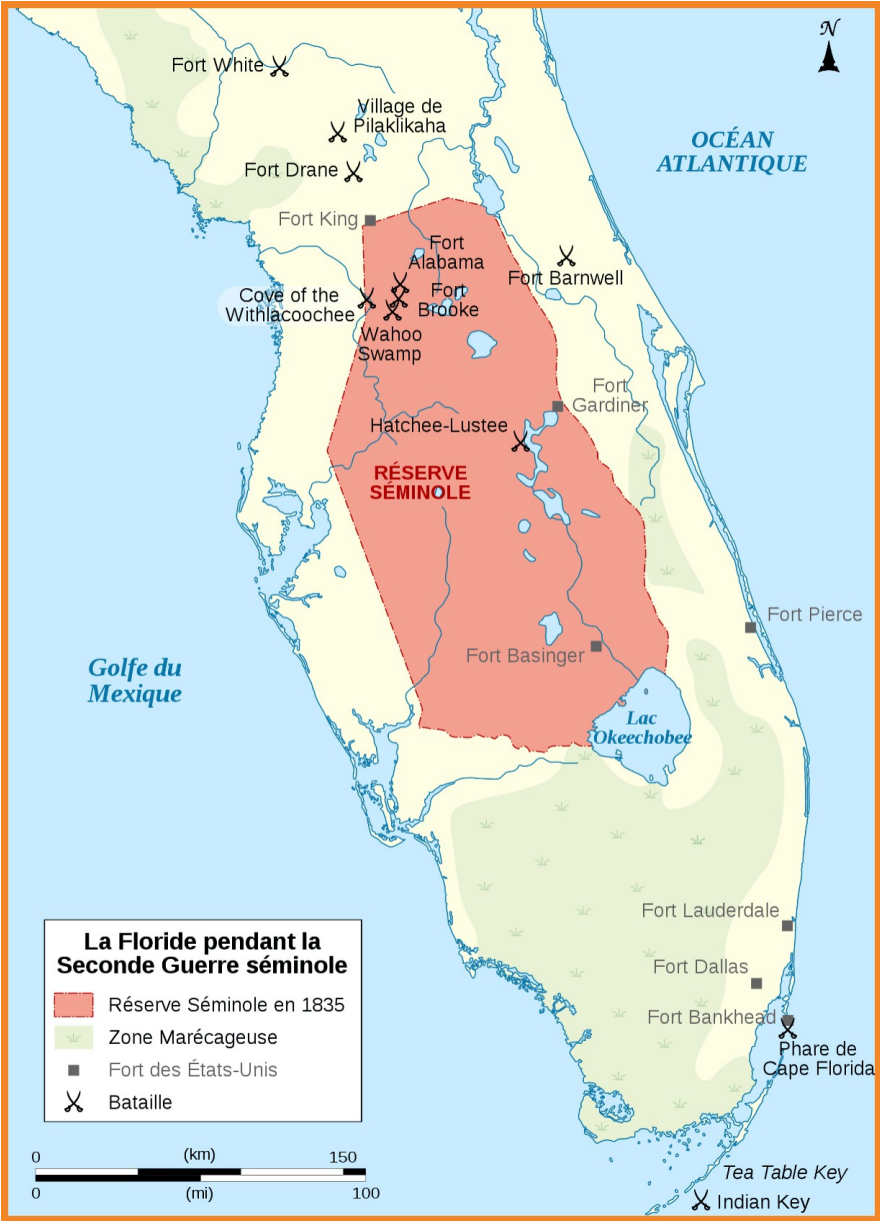 N
Fort White
Village de
Pilaklikaha
OCÉAN
ATLANTIQUE
Fort Drane
Fort King
Fort
Alabama
Fort Barnwell
Cove of the
Withlacoochee
Fort
Brooke
Wahoo
Swamp
Fort
Gardiner
Hatchee-Lustee
RÉSERVE
SÉMINOLE
Fort Pierce
Fort Basinger
Golfe du
Mexique
Lac
Okeechobee
Fort Lauderdale
Fort Dallas
Fort Bankhead
Phare de
Cape Florida
La Floride pendant la
Seconde Guerre séminole
Réserve Séminole en 1835
Zone Marécageuse
Fort des États-Unis
Bataille
0 (km) 150
0 (mi) 100
Tea Table Key
Indian Key